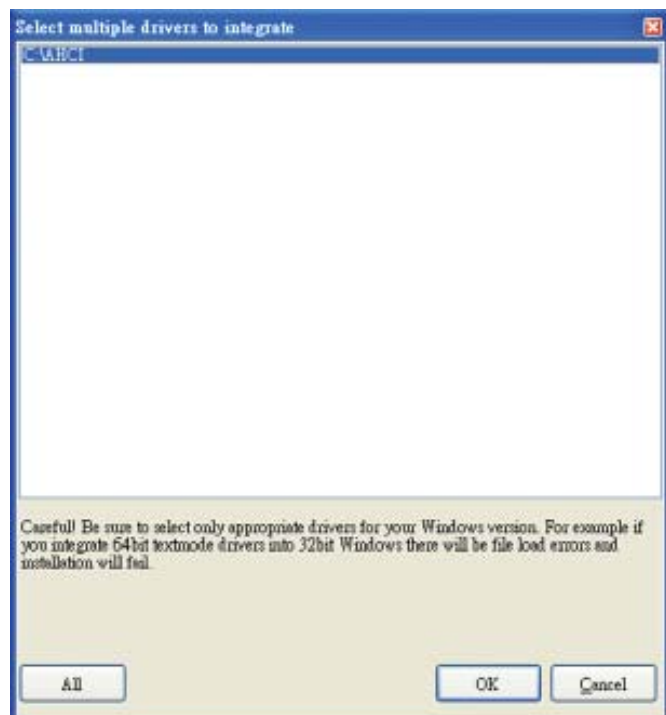 Select multiple drivers to integrate
C:\AHCI
Careful! Be sure to select only appropriate drivers for your Windows version. For example if
you integrate 64bit textmode drivers into 32bit Windows there will be file load errors and
installation will fail.
All
OK
Cancel